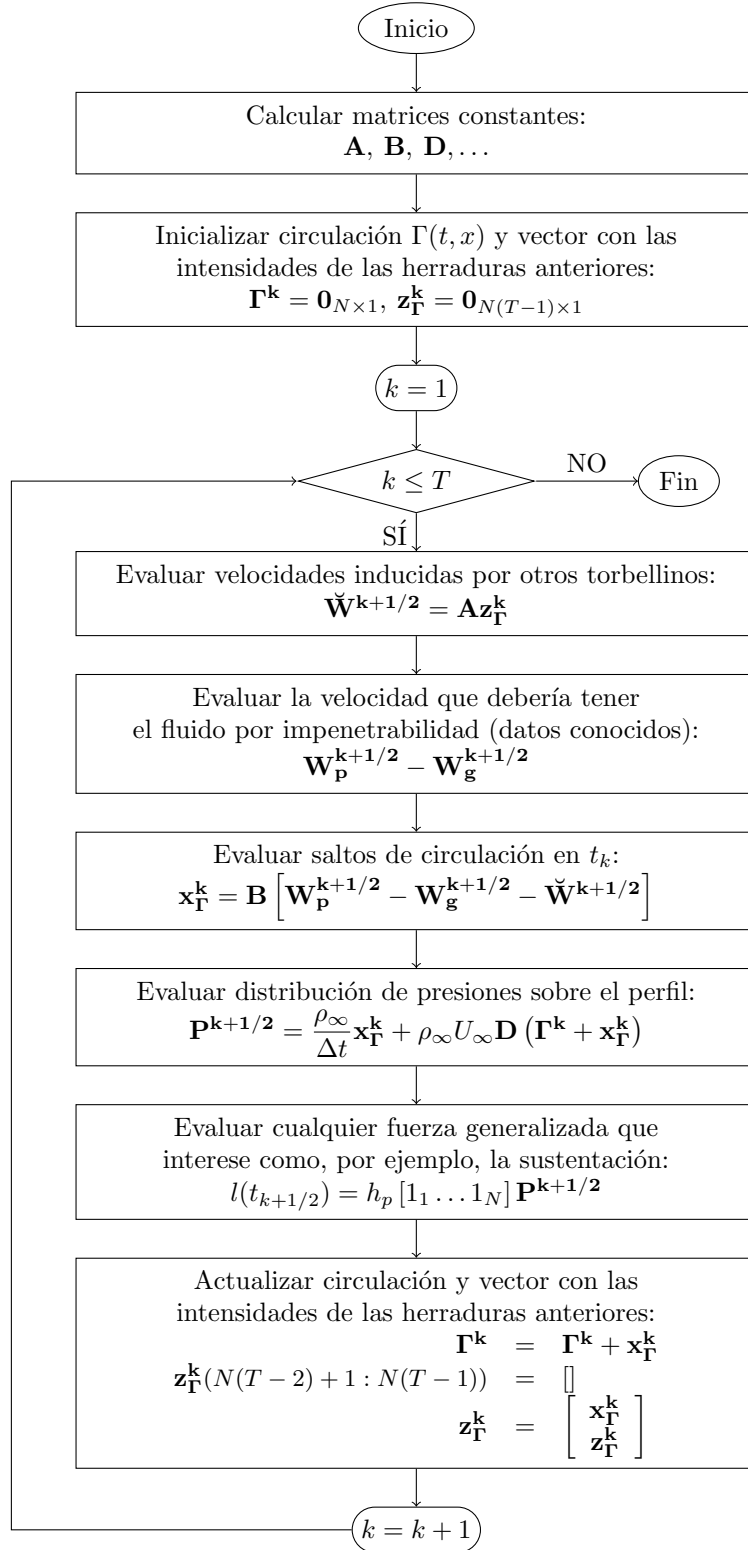 Inicio
Calcular matrices constantes:
A, B, D, …
Inicializar circulación Γ(t, x) y vector con las
intensidades de las herraduras anteriores:
Γ^k = 0_{N×1}, z_Γ^k = 0_{N(T−1)×1}
k = 1
k ≤ T
NO
Fin
SÍ
Evaluar velocidades inducidas por otros torbellinos:
W̆^{k+1/2} = Az_Γ^k
Evaluar la velocidad que debería tener
el fluido por impenetrabilidad (datos conocidos):
W_p^{k+1/2} − W_g^{k+1/2}
Evaluar saltos de circulación en t_k:
x_Γ^k = B [W_p^{k+1/2} − W_g^{k+1/2} − W̆^{k+1/2}]
Evaluar distribución de presiones sobre el perfil:
P^{k+1/2} = ρ_∞/Δt x_Γ^k + ρ_∞ U_∞ D (Γ^k + x_Γ^k)
Evaluar cualquier fuerza generalizada que
interese como, por ejemplo, la sustentación:
l(t_{k+1/2}) = h_p [1_1 … 1_N] P^{k+1/2}
Actualizar circulación y vector con las
intensidades de las herraduras anteriores:
Γ^k = Γ^k + x_Γ^k
z_Γ^k(N(T − 2) + 1 : N(T − 1)) = []
z_Γ^k = [x_Γ^k
z_Γ^k]
k = k + 1